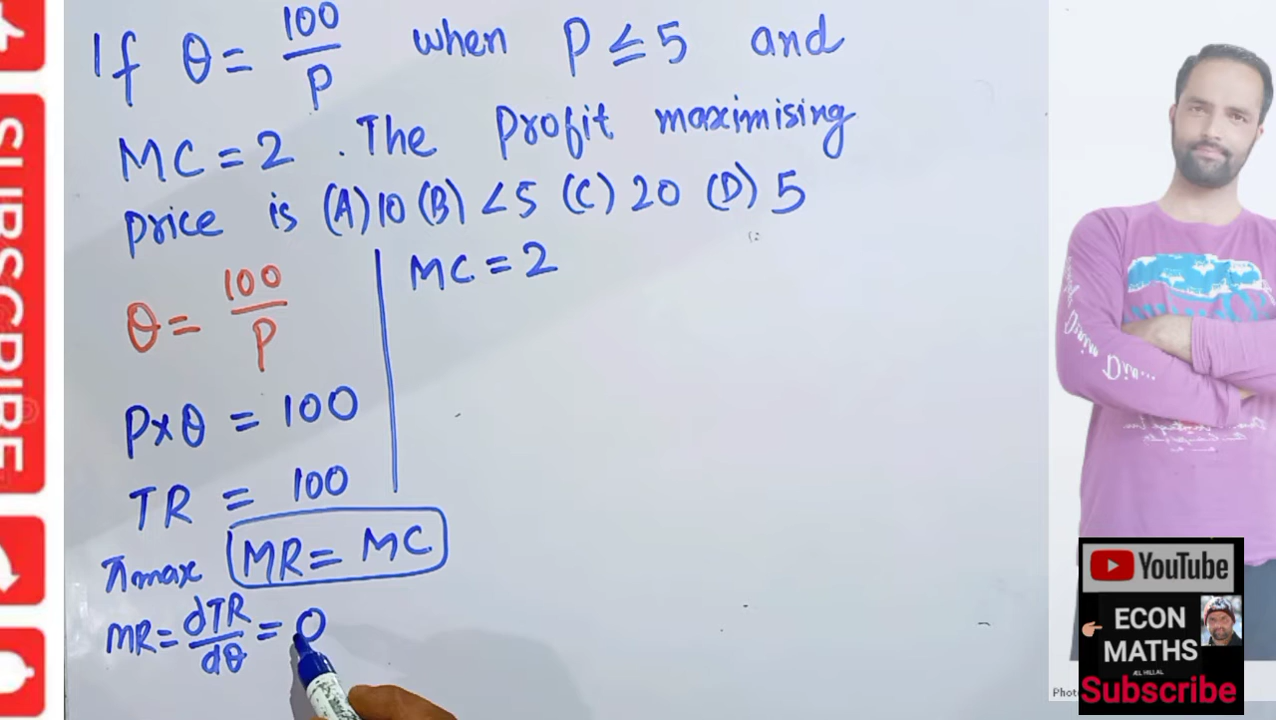 If θ = 100/P when P ≤ 5 and
MC = 2 . The Profit maximising
price is (A) 10 (B) <5 (C) 20 (D) 5
θ = 100/P
P×θ = 100
TR = 100
πmax MR = MC
MR = dTR/dθ = 0
MC = 2
SUBSCRIBE
YouTube
ECON
MATHS
Subscribe